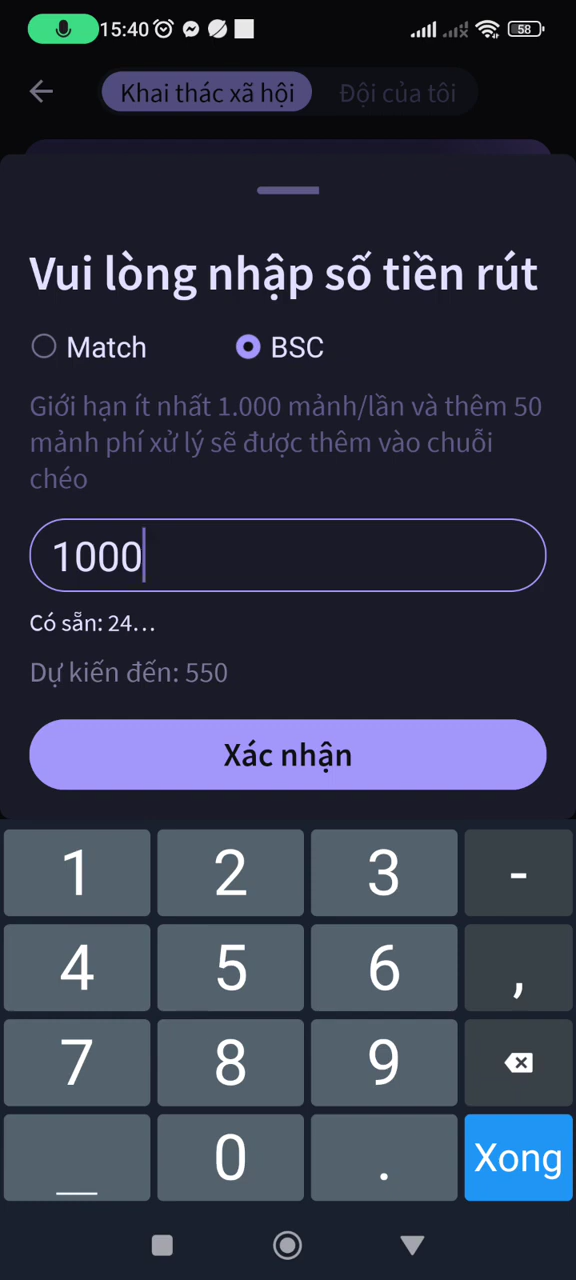 15:40
58
Khai thác xã hội
Đội của tôi
Vui lòng nhập số tiền rút
Match
BSC
Giới hạn ít nhất 1.000 mảnh/lần và thêm 50
mảnh phí xử lý sẽ được thêm vào chuỗi
chéo
1000
Có sẵn: 24...
Dự kiến đến: 550
Xác nhận
1 2 3 -
4 5 6 ,
7 8 9
_ 0 . Xong